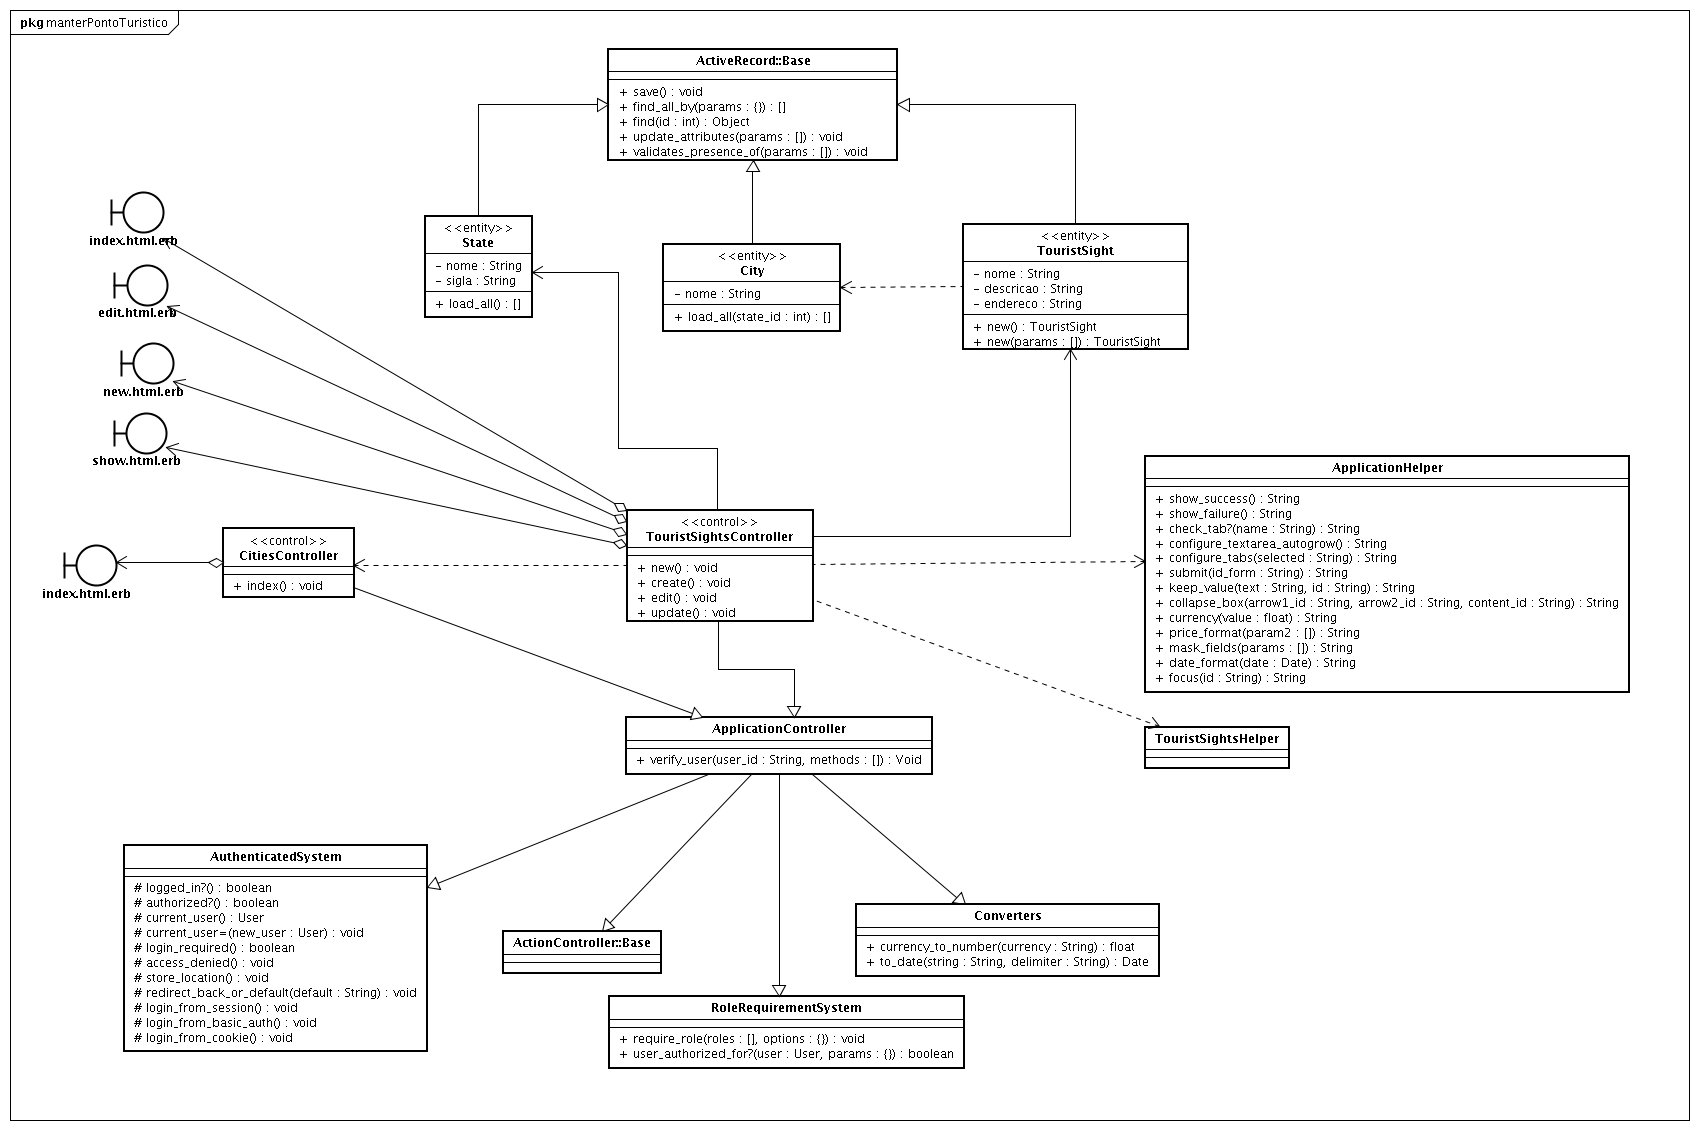 pkg manterPontoTuristico
ActiveRecord::Base
+ save() : void
+ find_all_by(params : {}) : []
+ find(id : int) : Object
+ update_attributes(params : []) : void
+ validates_presence_of(params : []) : void
index.html.erb
edit.html.erb
new.html.erb
show.html.erb
<<entity>>
State
- nome : String
- sigla : String
+ load_all() : []
<<entity>>
City
- nome : String
+ load_all(state_id : int) : []
<<entity>>
TouristSight
- nome : String
- descricao : String
- endereco : String
+ new() : TouristSight
+ new(params : []) : TouristSight
ApplicationHelper
+ show_success() : String
+ show_failure() : String
+ check_tab?(name : String) : String
+ configure_textarea_autogrow() : String
+ configure_tabs(selected : String) : String
+ submit(id_form : String) : String
+ keep_value(text : String, id : String) : String
+ collapse_box(arrow1_id : String, arrow2_id : String, content_id : String) : String
+ currency(value : float) : String
+ price_format(param2 : []) : String
+ mask_fields(params : []) : String
+ date_format(date : Date) : String
+ focus(id : String) : String
<<control>>
TouristSightsController
+ new() : void
+ create() : void
+ edit() : void
+ update() : void
<<control>>
CitiesController
+ index() : void
index.html.erb
ApplicationController
+ verify_user(user_id : String, methods : []) : Void
TouristSightsHelper
AuthenticatedSystem
# logged_in?() : boolean
# authorized?() : boolean
# current_user() : User
# current_user=(new_user : User) : void
# login_required() : boolean
# access_denied() : void
# store_location() : void
# redirect_back_or_default(default : String) : void
# login_from_session() : void
# login_from_basic_auth() : void
# login_from_cookie() : void
ActionController::Base
Converters
+ currency_to_number(currency : String) : float
+ to_date(string : String, delimiter : String) : Date
RoleRequirementSystem
+ require_role(roles : [], options : {}) : void
+ user_authorized_for?(user : User, params : {}) : boolean